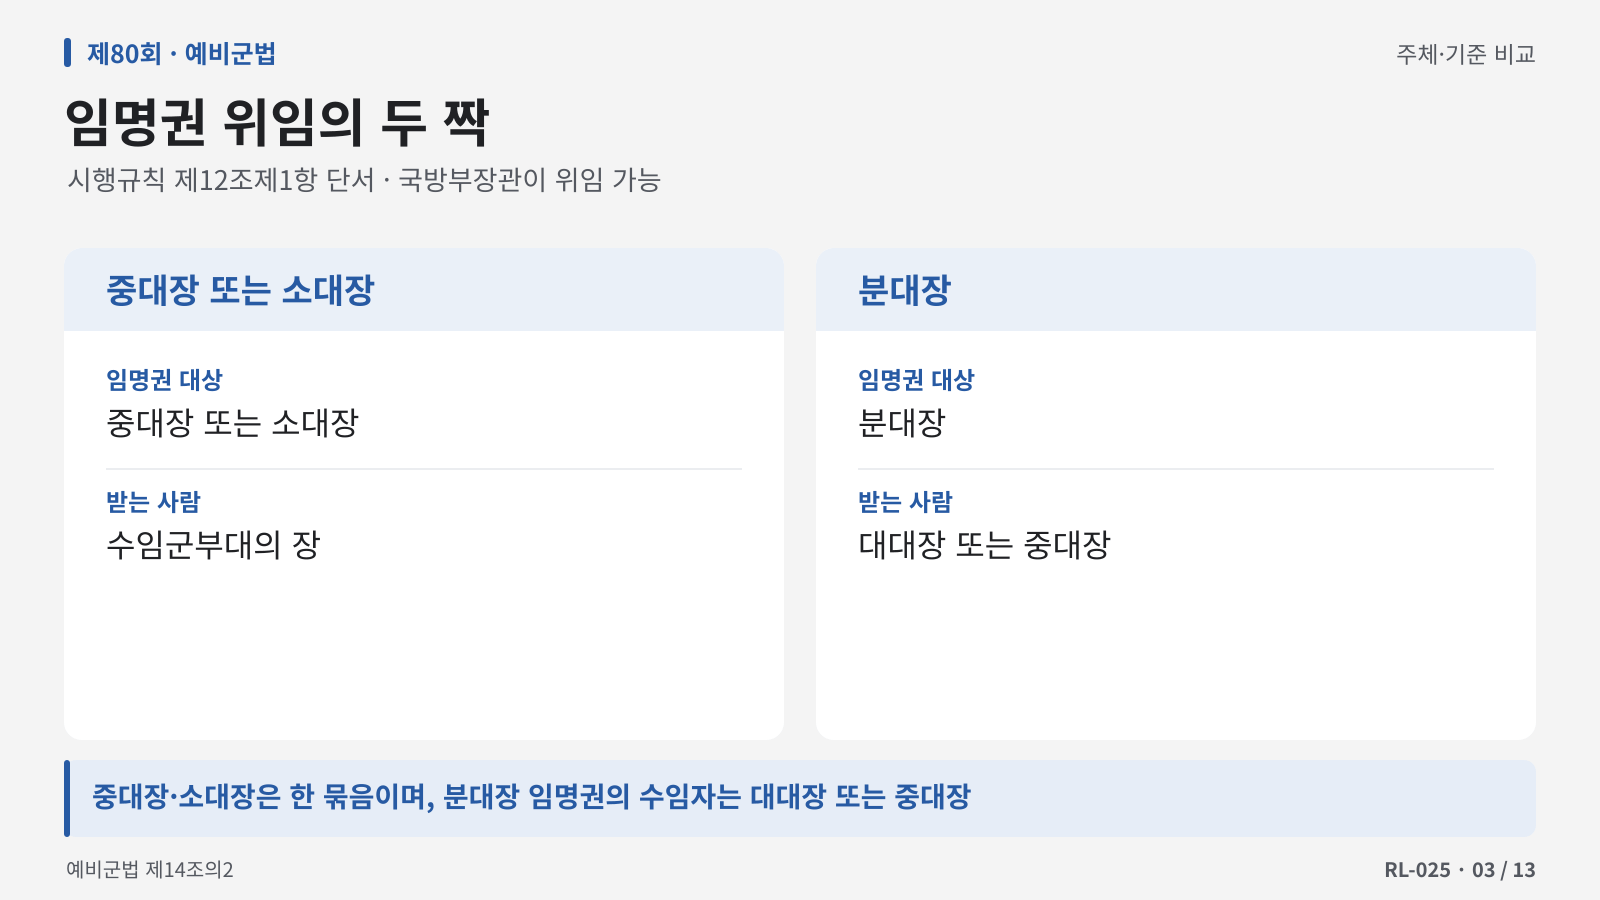 제80회 · 예비군법
주체·기준 비교
임명권 위임의 두 짝
시행규칙 제12조제1항 단서 · 국방부장관이 위임 가능
중대장 또는 소대장
임명권 대상
중대장 또는 소대장
받는 사람
수임군부대의 장
분대장
임명권 대상
분대장
받는 사람
대대장 또는 중대장
중대장·소대장은 한 묶음이며, 분대장 임명권의 수임자는 대대장 또는 중대장
예비군법 제14조의2
RL-025 · 03 / 13